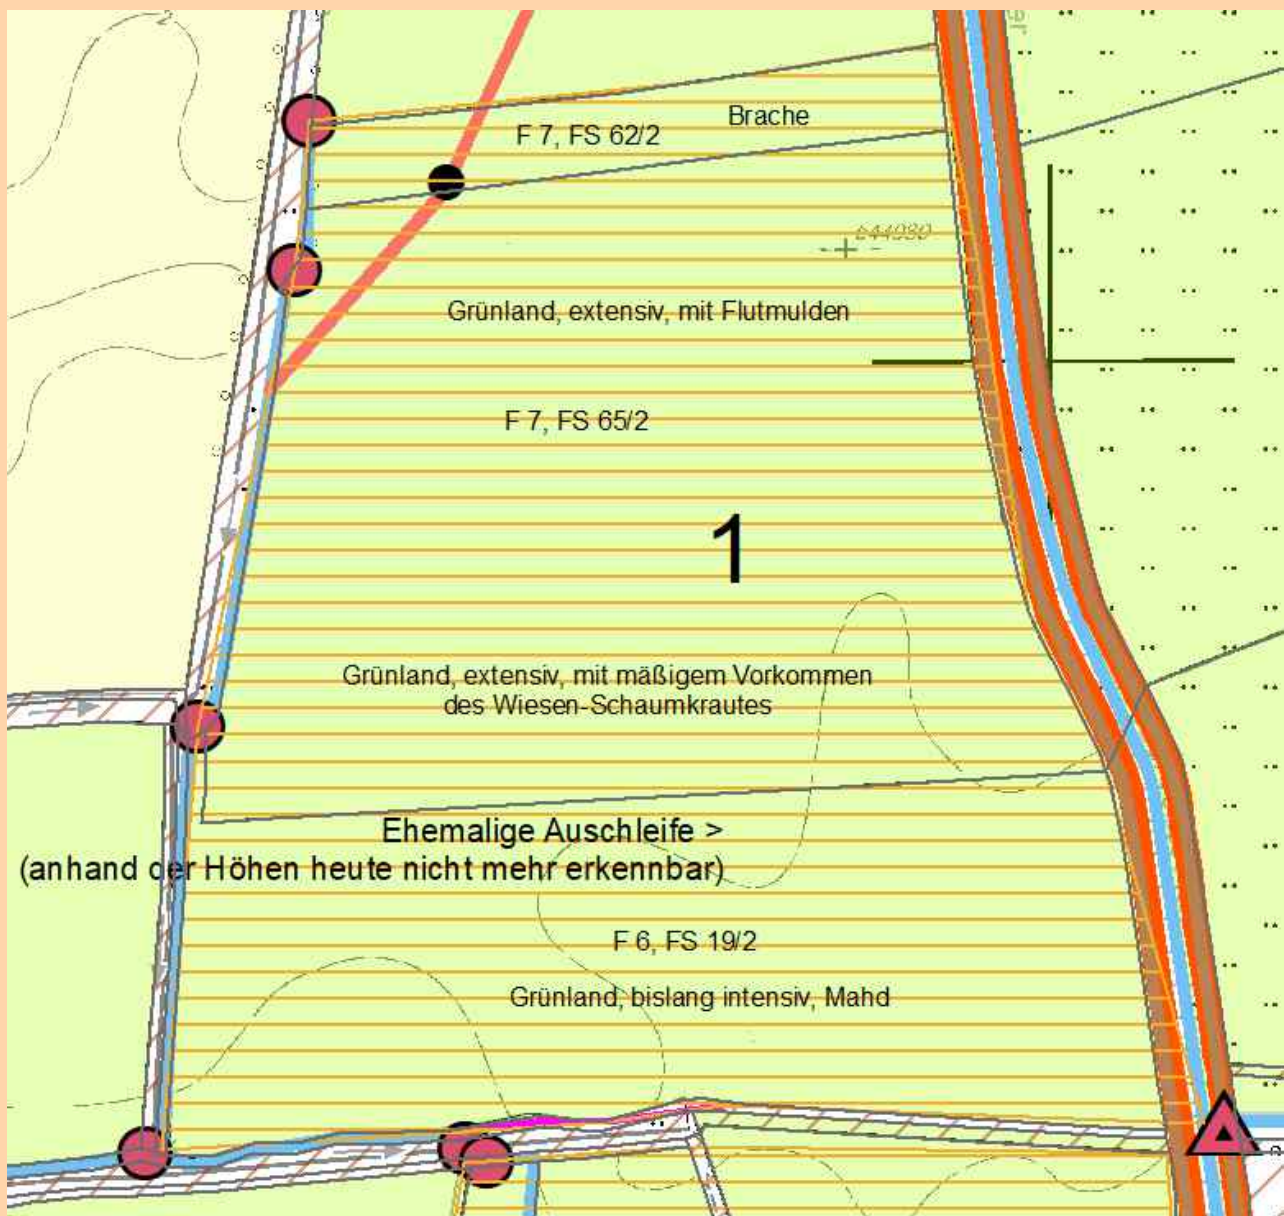 Brache
F 7, FS 62/2
Grünland, extensiv, mit Flutmulden
F 7, FS 65/2
1
Grünland, extensiv, mit mäßigem Vorkommen
des Wiesen-Schaumkrautes
Ehemalige Auschleife >
(anhand der Höhen heute nicht mehr erkennbar)
F 6, FS 19/2
Grünland, bislang intensiv, Mahd